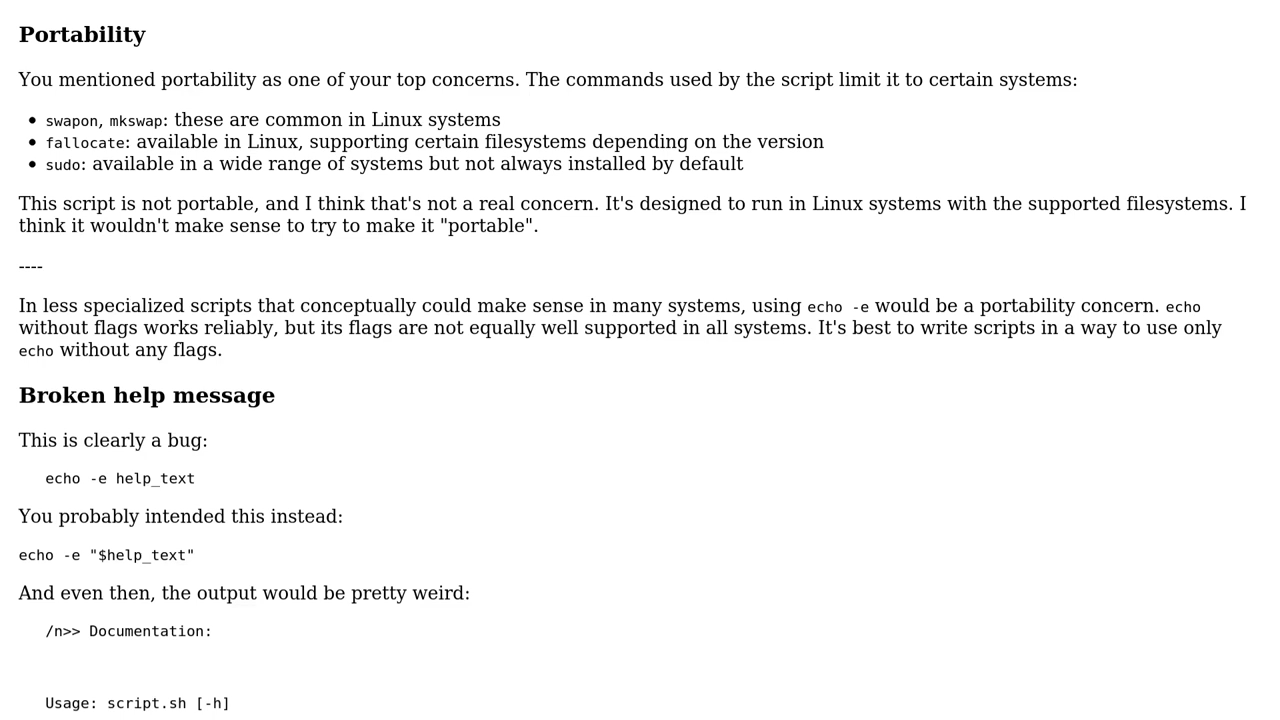 Portability
You mentioned portability as one of your top concerns. The commands used by the script limit it to certain systems:
• swapon, mkswap: these are common in Linux systems
• fallocate: available in Linux, supporting certain filesystems depending on the version
• sudo: available in a wide range of systems but not always installed by default
This script is not portable, and I think that's not a real concern. It's designed to run in Linux systems with the supported filesystems. I
think it wouldn't make sense to try to make it "portable".
----
In less specialized scripts that conceptually could make sense in many systems, using echo -e would be a portability concern. echo
without flags works reliably, but its flags are not equally well supported in all systems. It's best to write scripts in a way to use only
echo without any flags.
Broken help message
This is clearly a bug:
echo -e help_text
You probably intended this instead:
echo -e "$help_text"
And even then, the output would be pretty weird:
/n>> Documentation:
Usage: script.sh [-h]